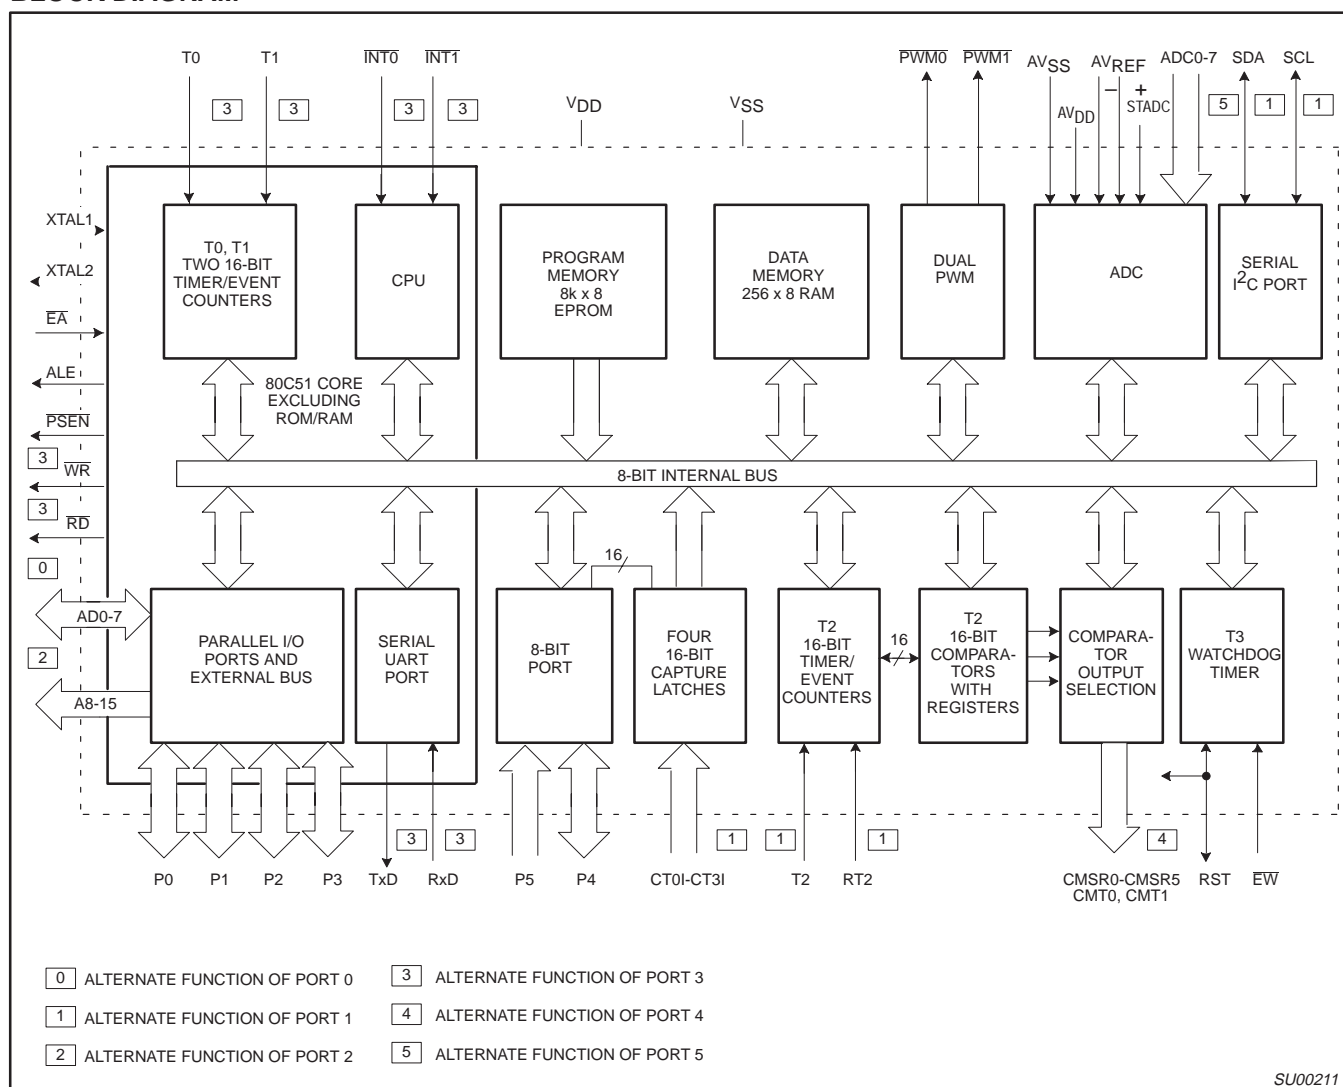 T0 T1 INT0 INT1 PWM0 PWM1 AVSS AVREF ADC0-7 SDA SCL
– +
STADC
AVDD
3 3 3 3 5 1 1
VDD VSS
XTAL1
XTAL2
EA
ALE
PSEN
3 WR
3 RD
0
AD0-7
2
A8-15
T0, T1
TWO 16-BIT
TIMER/EVENT
COUNTERS
CPU
PROGRAM
MEMORY
8k x 8
EPROM
DATA
MEMORY
256 x 8 RAM
DUAL
PWM
ADC
SERIAL
I2C PORT
80C51 CORE
EXCLUDING
ROM/RAM
8-BIT INTERNAL BUS
16
PARALLEL I/O
PORTS AND
EXTERNAL BUS
SERIAL
UART
PORT
8-BIT
PORT
FOUR
16-BIT
CAPTURE
LATCHES
T2
16-BIT
TIMER/
EVENT
COUNTERS
16
T2
16-BIT
COMPARA-
TORS
WITH
REGISTERS
COMPARA-
TOR
OUTPUT
SELECTION
T3
WATCHDOG
TIMER
3 3 1 1 1 4
P0 P1 P2 P3 TxD RxD P5 P4 CT0I-CT3I T2 RT2 CMSR0-CMSR5 RST EW
CMT0, CMT1
0 ALTERNATE FUNCTION OF PORT 0
1 ALTERNATE FUNCTION OF PORT 1
2 ALTERNATE FUNCTION OF PORT 2
3 ALTERNATE FUNCTION OF PORT 3
4 ALTERNATE FUNCTION OF PORT 4
5 ALTERNATE FUNCTION OF PORT 5
SU00211